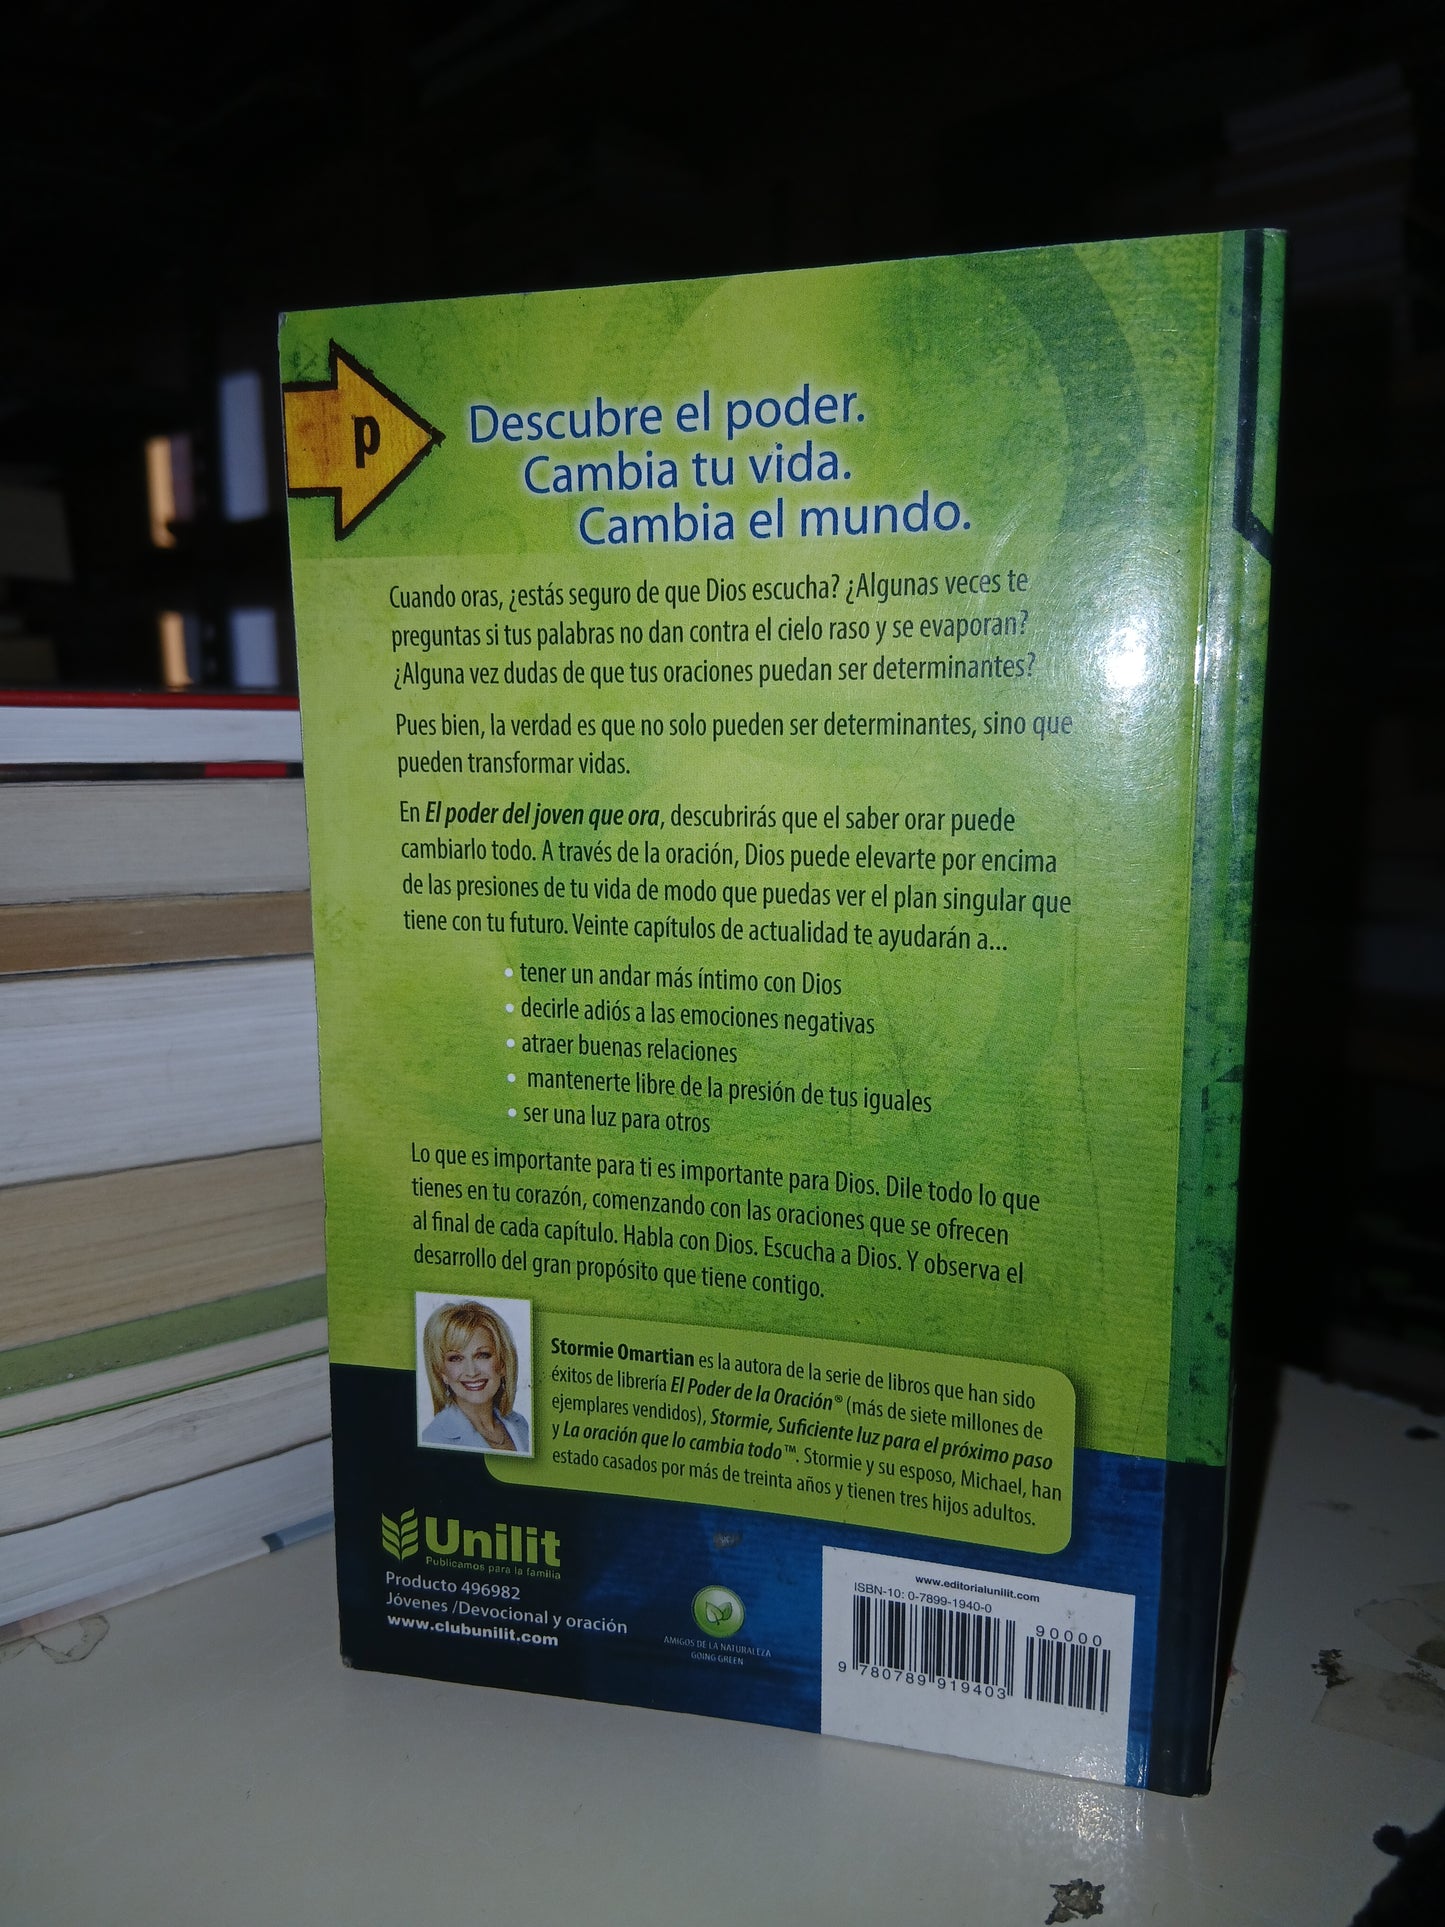 p
Descubre el poder.
Cambia tu vida.
Cambia el mundo.
Cuando oras, ¿estás seguro de que Dios escucha? ¿Algunas veces te
preguntas si tus palabras no dan contra el cielo raso y se evaporan?
¿Alguna vez dudas de que tus oraciones puedan ser determinantes?
Pues bien, la verdad es que no solo pueden ser determinantes, sino que
pueden transformar vidas.
En El poder del joven que ora, descubrirás que el saber orar puede
cambiarlo todo. A través de la oración, Dios puede elevarte por encima
de las presiones de tu vida de modo que puedas ver el plan singular que
tiene con tu futuro. Veinte capítulos de actualidad te ayudarán a...
• tener un andar más íntimo con Dios
• decirle adiós a las emociones negativas
• atraer buenas relaciones
• mantenerte libre de la presión de tus iguales
• ser una luz para otros
Lo que es importante para ti es importante para Dios. Dile todo lo que
tienes en tu corazón, comenzando con las oraciones que se ofrecen
al final de cada capítulo. Habla con Dios. Escucha a Dios. Y observa el
desarrollo del gran propósito que tiene contigo.
Stormie Omartian es la autora de la serie de libros que han sido
éxitos de librería El Poder de la Oración® (más de siete millones de
ejemplares vendidos), Stormie, Suficiente luz para el próximo paso
y La oración que lo cambia todo™. Stormie y su esposo, Michael, han
estado casados por más de treinta años y tienen tres hijos adultos.
Unilit
Publicamos para la familia
Producto 496982
Jóvenes /Devocional y oración
www.clubunilit.com
AMIGOS DE LA NATURALEZA
GOING GREEN
www.editorialunilit.com
ISBN-10: 0-7899-1940-0
90000
9 780789 919403